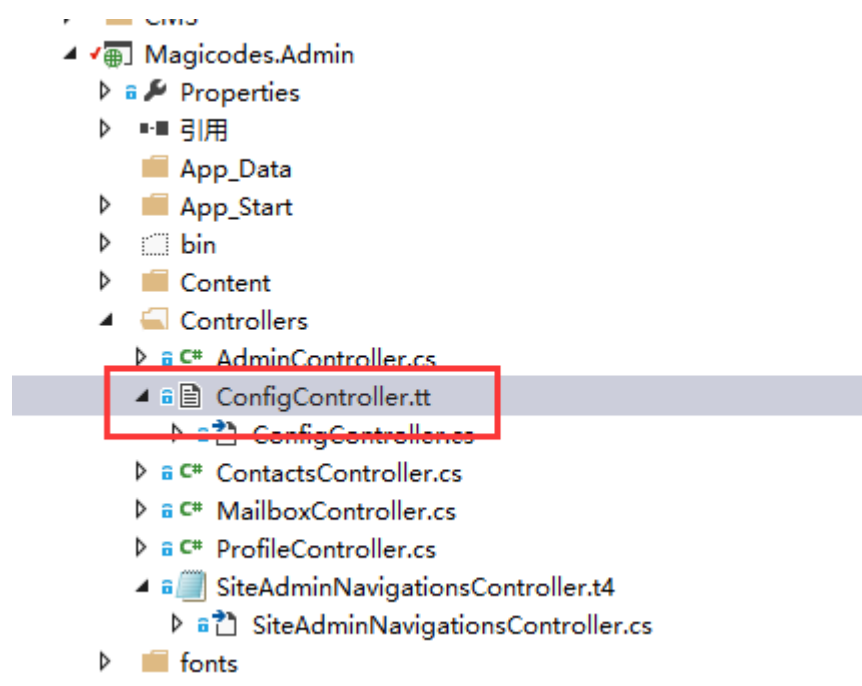 Magicodes.Admin
Properties
引用
App_Data
App_Start
bin
Content
Controllers
C# AdminController.cs
ConfigController.tt
ConfigController.cs
C# ContactsController.cs
C# MailboxController.cs
C# ProfileController.cs
SiteAdminNavigationsController.t4
SiteAdminNavigationsController.cs
fonts